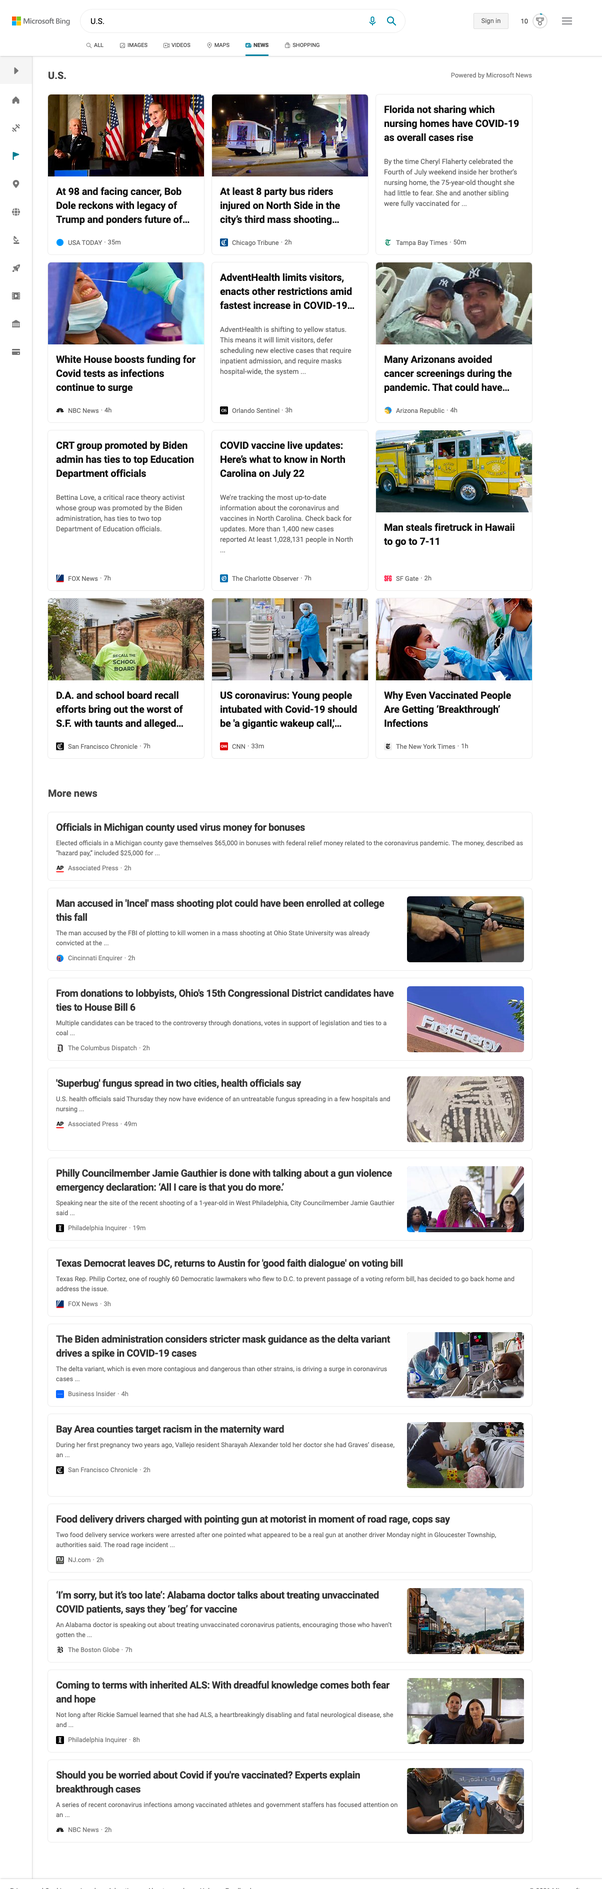 Microsoft Bing
U.S.
Sign in
10
ALL
IMAGES
VIDEOS
MAPS
NEWS
SHOPPING
U.S.
Powered by Microsoft News
At 98 and facing cancer, Bob
Dole reckons with legacy of
Trump and ponders future of...
USA TODAY · 35m
At least 8 party bus riders
injured on North Side in the
city's third mass shooting...
Chicago Tribune · 2h
Florida not sharing which
nursing homes have COVID-19
as overall cases rise
By the time Cheryl Flaherty celebrated the
Fourth of July weekend inside her brother's
nursing home, the 75-year-old thought she
had little to fear. She and another sibling
were fully vaccinated for ...
Tampa Bay Times · 50m
White House boosts funding for
Covid tests as infections
continue to surge
NBC News · 4h
AdventHealth limits visitors,
enacts other restrictions amid
fastest increase in COVID-19...
AdventHealth is shifting to yellow status.
This means it will limit visitors, defer
scheduling new elective cases that require
inpatient admission, and require masks
hospital-wide, the system ...
Orlando Sentinel · 3h
Many Arizonans avoided
cancer screenings during the
pandemic. That could have...
Arizona Republic · 4h
CRT group promoted by Biden
admin has ties to top Education
Department officials
Bettina Love, a critical race theory activist
whose group was promoted by the Biden
administration, has ties to two top
Department of Education officials.
FOX News · 7h
COVID vaccine live updates:
Here's what to know in North
Carolina on July 22
We're tracking the most up-to-date
information about the coronavirus and
vaccines in North Carolina. Check back for
updates. More than 1,400 new cases
reported At least 1,028,131 people in North
...
The Charlotte Observer · 7h
Man steals firetruck in Hawaii
to go to 7-11
SF Gate · 2h
RECALL THE
SCHOOL
BOARD
D.A. and school board recall
efforts bring out the worst of
S.F. with taunts and alleged...
San Francisco Chronicle · 7h
US coronavirus: Young people
intubated with Covid-19 should
be 'a gigantic wakeup call,'...
CNN · 33m
Why Even Vaccinated People
Are Getting 'Breakthrough'
Infections
The New York Times · 1h
More news
Officials in Michigan county used virus money for bonuses
Elected officials in a Michigan county gave themselves $65,000 in bonuses with federal relief money related to the coronavirus pandemic. The money, described as
"hazard pay," included $25,000 for ...
AP Associated Press · 2h
Man accused in 'Incel' mass shooting plot could have been enrolled at college
this fall
The man accused by the FBI of plotting to kill women in a mass shooting at Ohio State University was already
convicted at the ...
Cincinnati Enquirer · 2h
From donations to lobbyists, Ohio's 15th Congressional District candidates have
ties to House Bill 6
Multiple candidates can be traced to the controversy through donations, votes in support of legislation and ties to a
coal ...
The Columbus Dispatch · 2h
FirstEnergy
'Superbug' fungus spread in two cities, health officials say
U.S. health officials said Thursday they now have evidence of an untreatable fungus spreading in a few hospitals and
nursing ...
AP Associated Press · 49m
Philly Councilmember Jamie Gauthier is done with talking about a gun violence
emergency declaration: 'All I care is that you do more.'
Speaking near the site of the recent shooting of a 1-year-old in West Philadelphia, City Councilmember Jamie Gauthier
said ...
Philadelphia Inquirer · 19m
Texas Democrat leaves DC, returns to Austin for 'good faith dialogue' on voting bill
Texas Rep. Philip Cortez, one of roughly 60 Democratic lawmakers who flew to D.C. to prevent passage of a voting reform bill, has decided to go back home and
address the issue.
FOX News · 3h
The Biden administration considers stricter mask guidance as the delta variant
drives a spike in COVID-19 cases
The delta variant, which is even more contagious and dangerous than other strains, is driving a surge in coronavirus
cases ...
Business Insider · 4h
Bay Area counties target racism in the maternity ward
During her first pregnancy two years ago, Vallejo resident Sharayah Alexander told her doctor she had Graves' disease,
an ...
San Francisco Chronicle · 2h
Food delivery drivers charged with pointing gun at motorist in moment of road rage, cops say
Two food delivery service workers were arrested after one pointed what appeared to be a real gun at another driver Monday night in Gloucester Township,
authorities said. The road rage incident ...
NJ.com · 2h
'I'm sorry, but it's too late': Alabama doctor talks about treating unvaccinated
COVID patients, says they 'beg' for vaccine
An Alabama doctor is speaking out about treating unvaccinated coronavirus patients, encouraging those who haven't
gotten the ...
The Boston Globe · 7h
Coming to terms with inherited ALS: With dreadful knowledge comes both fear
and hope
Not long after Rickie Samuel learned that she had ALS, a heartbreakingly disabling and fatal neurological disease, she
and ...
Philadelphia Inquirer · 8h
Should you be worried about Covid if you're vaccinated? Experts explain
breakthrough cases
A series of recent coronavirus infections among vaccinated athletes and government staffers has focused attention on
an ...
NBC News · 2h